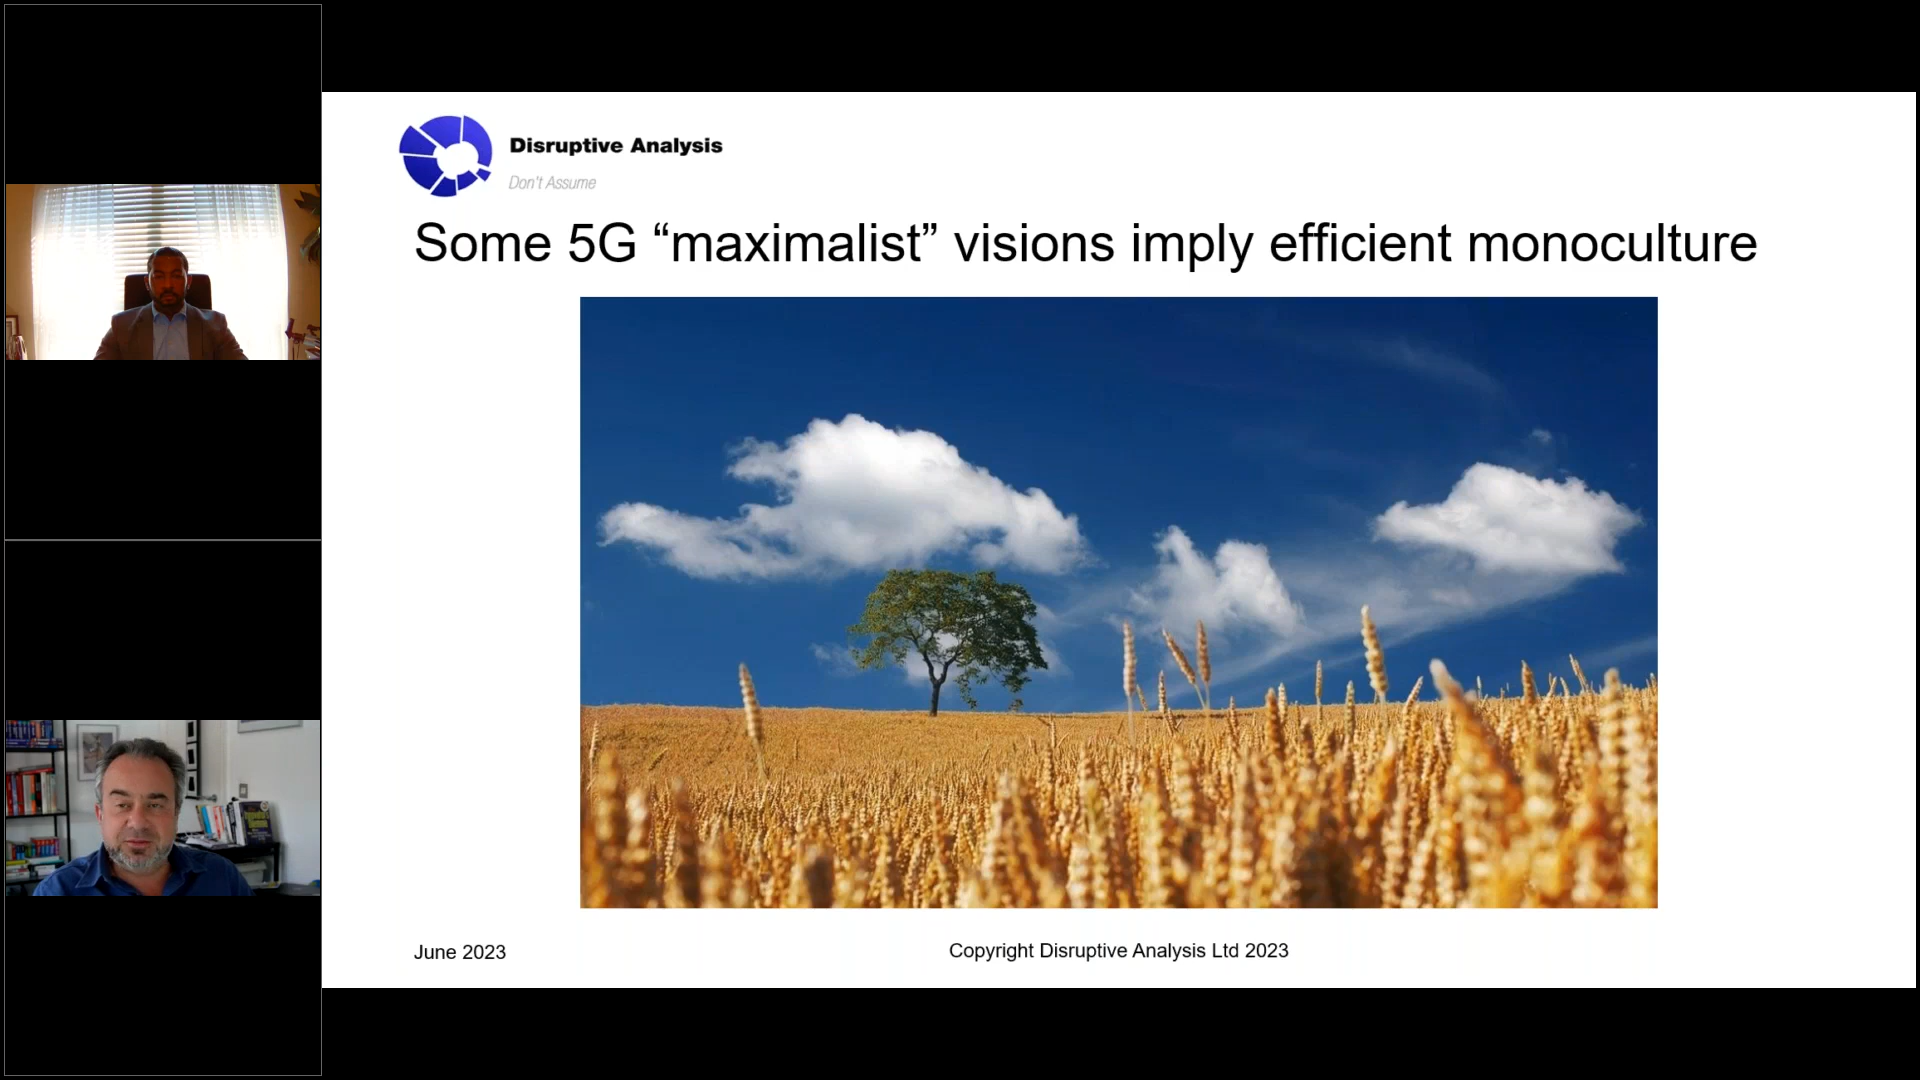 Disruptive Analysis
Don't Assume
Some 5G “maximalist” visions imply efficient monoculture
June 2023
Copyright Disruptive Analysis Ltd 2023